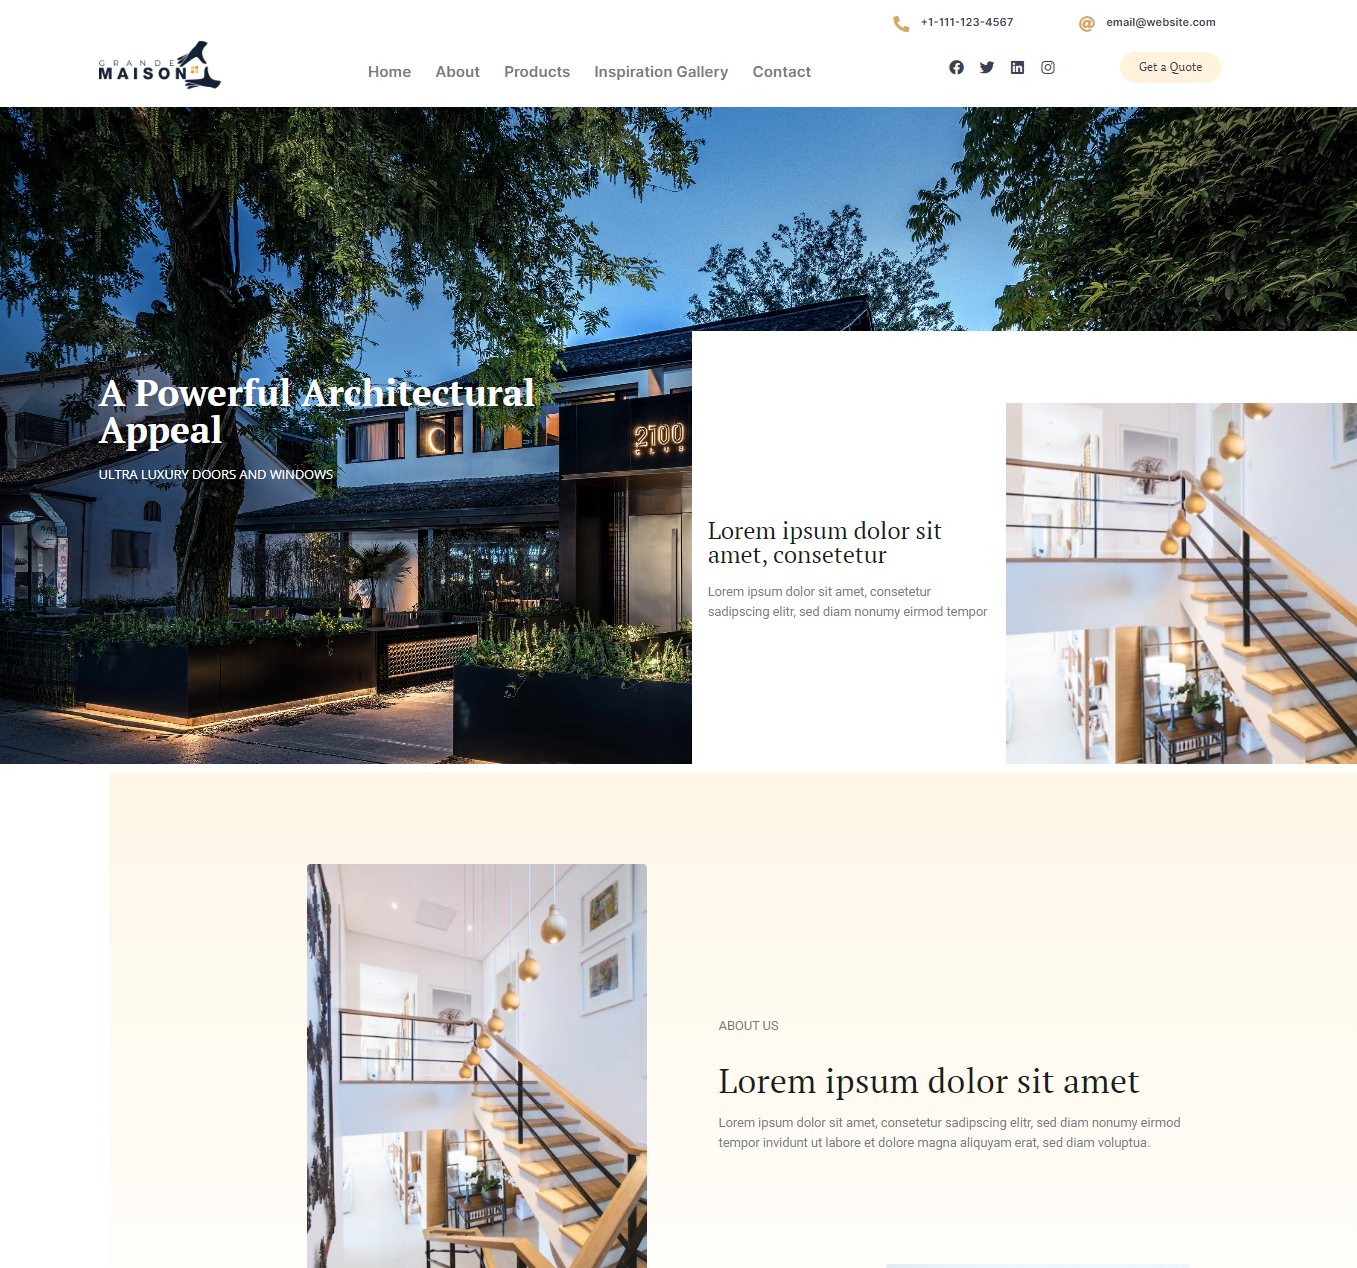 +1-111-123-4567
email@website.com
GRANDE
MAISON
Home
About
Products
Inspiration Gallery
Contact
Get a Quote
A Powerful Architectural
Appeal
ULTRA LUXURY DOORS AND WINDOWS
2100
CLUB
Lorem ipsum dolor sit
amet, consetetur
Lorem ipsum dolor sit amet, consetetur
sadipscing elitr, sed diam nonumy eirmod tempor
ABOUT US
Lorem ipsum dolor sit amet
Lorem ipsum dolor sit amet, consetetur sadipscing elitr, sed diam nonumy eirmod
tempor invidunt ut labore et dolore magna aliquyam erat, sed diam voluptua.